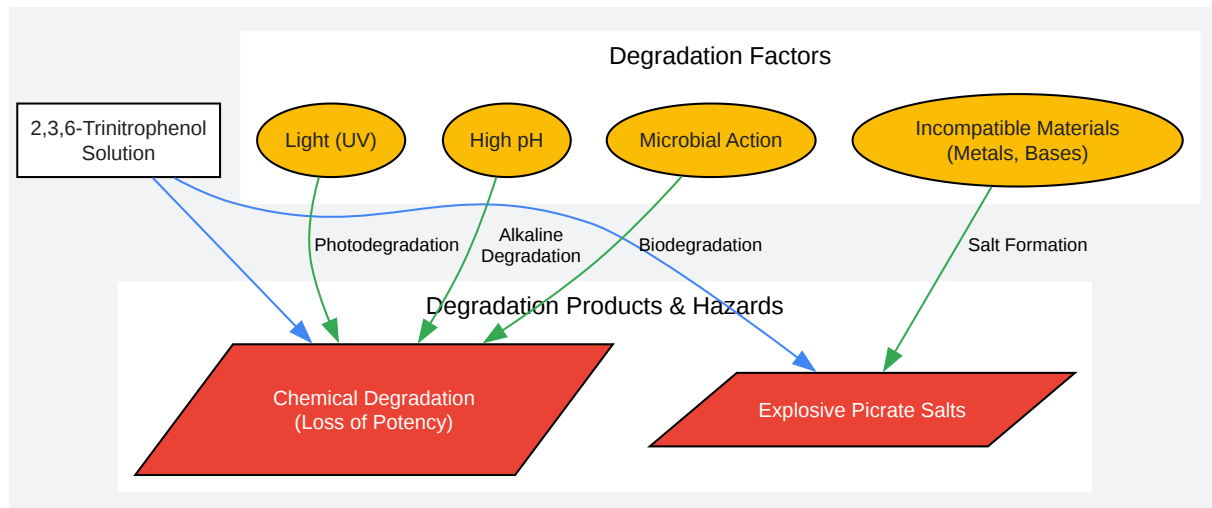 Degradation Factors
2,3,6-Trinitrophenol
Solution
Light (UV)
High pH
Microbial Action
Incompatible Materials
(Metals, Bases)
Photodegradation
Alkaline
Degradation
Biodegradation
Salt Formation
Degradation Products & Hazards
Chemical Degradation
(Loss of Potency)
Explosive Picrate Salts